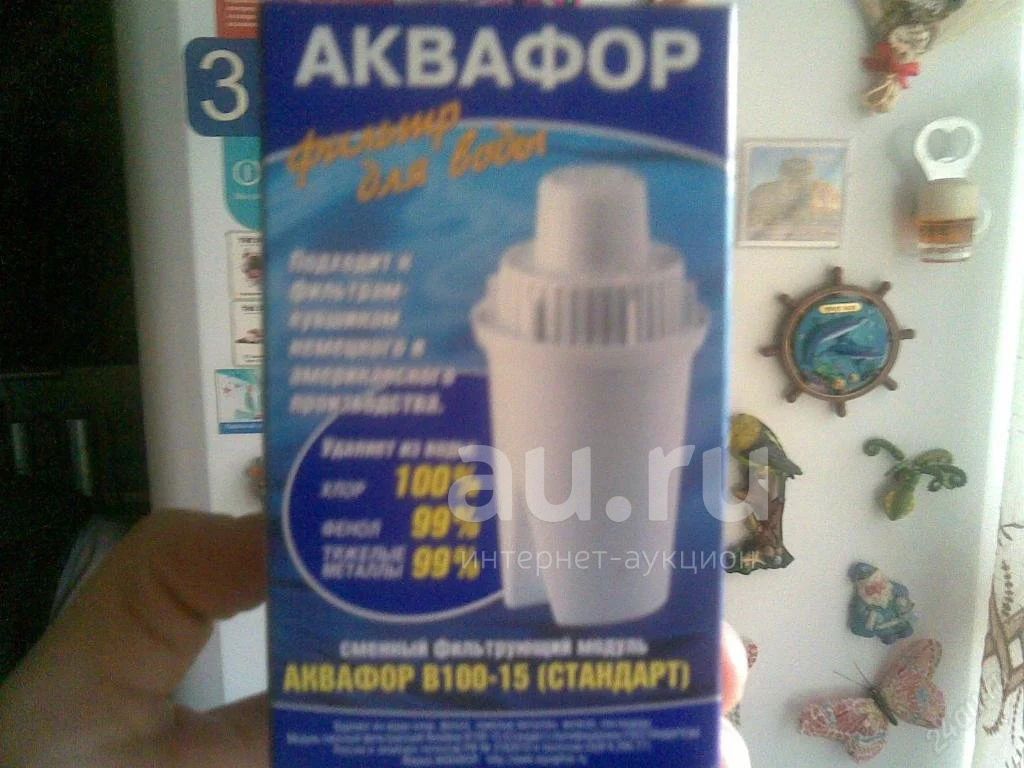 АКВАФОР
фильтр
для воды
Подходит к
фильтрам
кувшинам
немецкого и
американского
производства.
Удаляет из воды
ХЛОР 100%
ФЕНОЛ 99%
ТЯЖЕЛЫЕ
МЕТАЛЛЫ 99%
сменный фильтрующий модуль
АКВАФОР В100-15 (СТАНДАРТ)
3
au.ru
интернет-аукцион